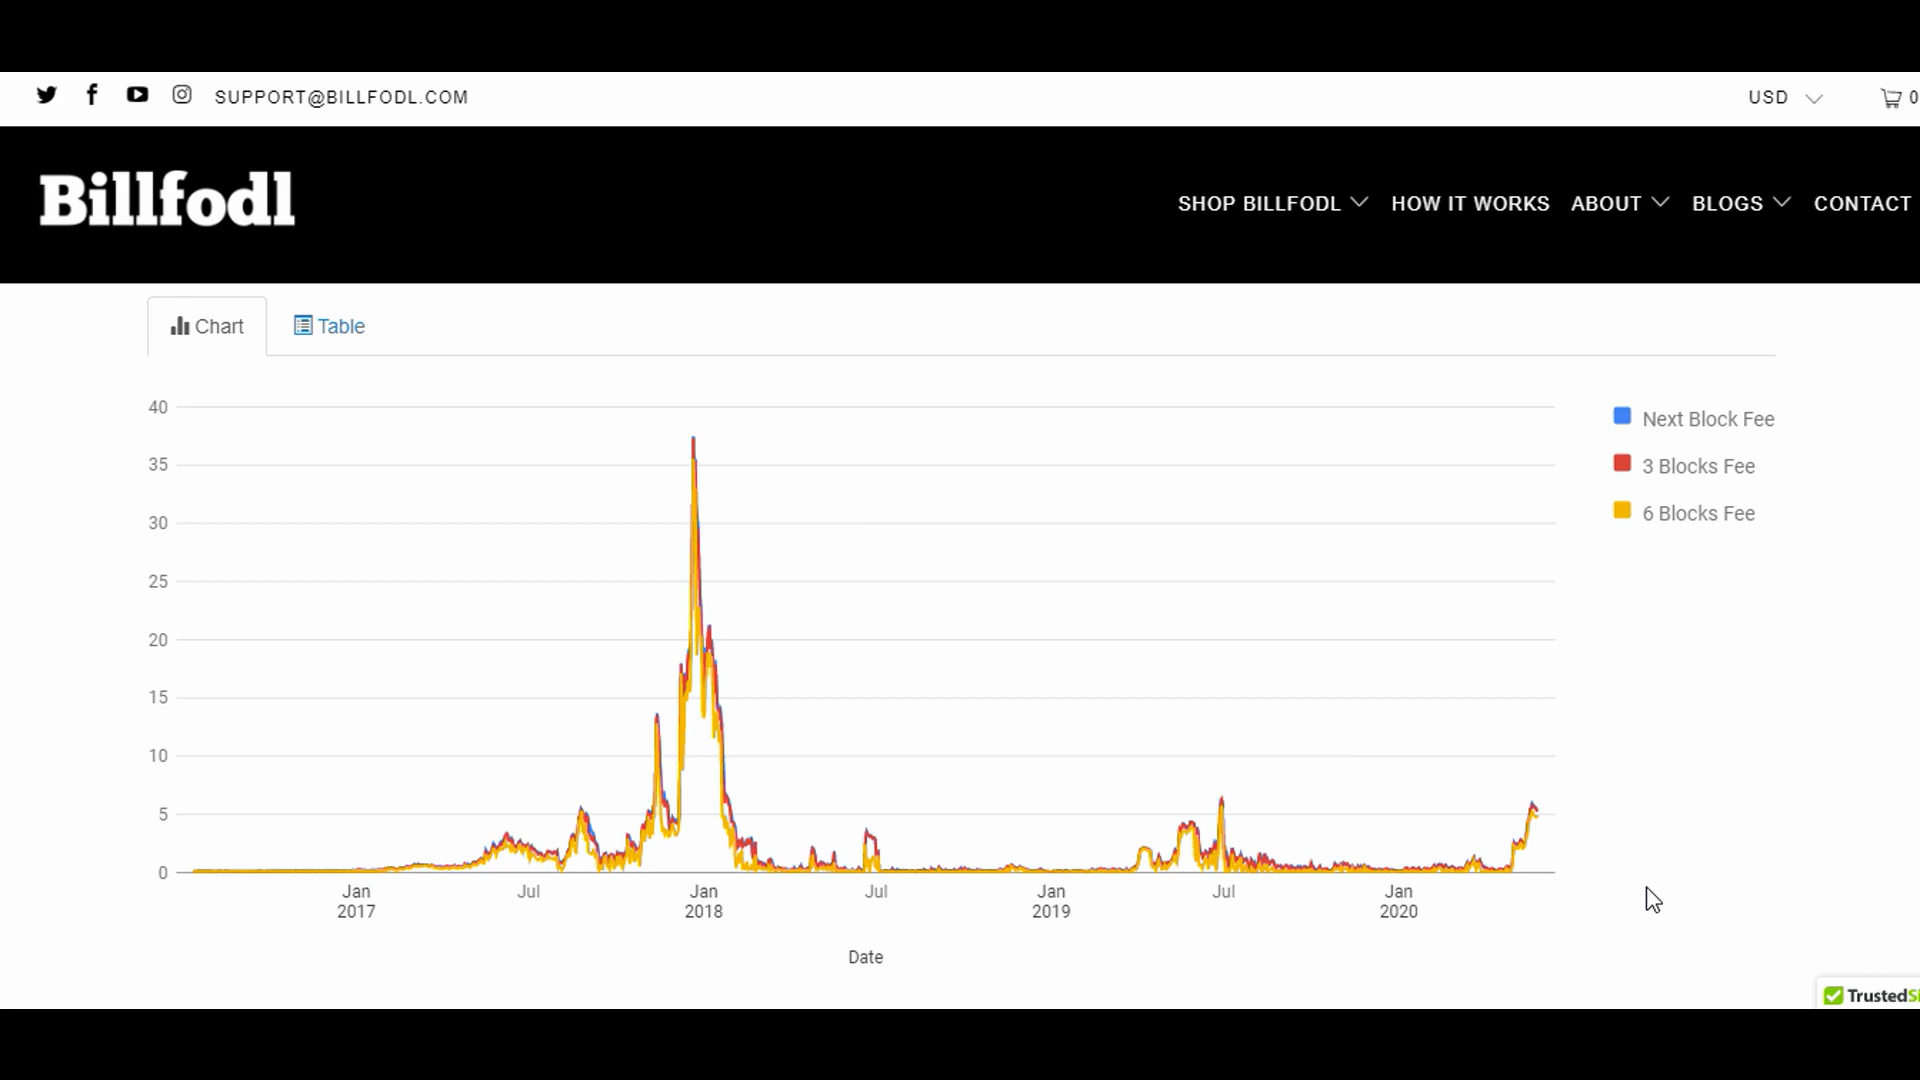 SUPPORT@BILLFODL.COM
USD
0
Billfodl
SHOP BILLFODL HOW IT WORKS ABOUT BLOGS CONTACT
Chart Table
40
35
30
25
20
15
10
5
0
Next Block Fee
3 Blocks Fee
6 Blocks Fee
Jan Jul Jan Jul Jan Jul Jan
2017 2018 2019 2020
Date
TrustedSi